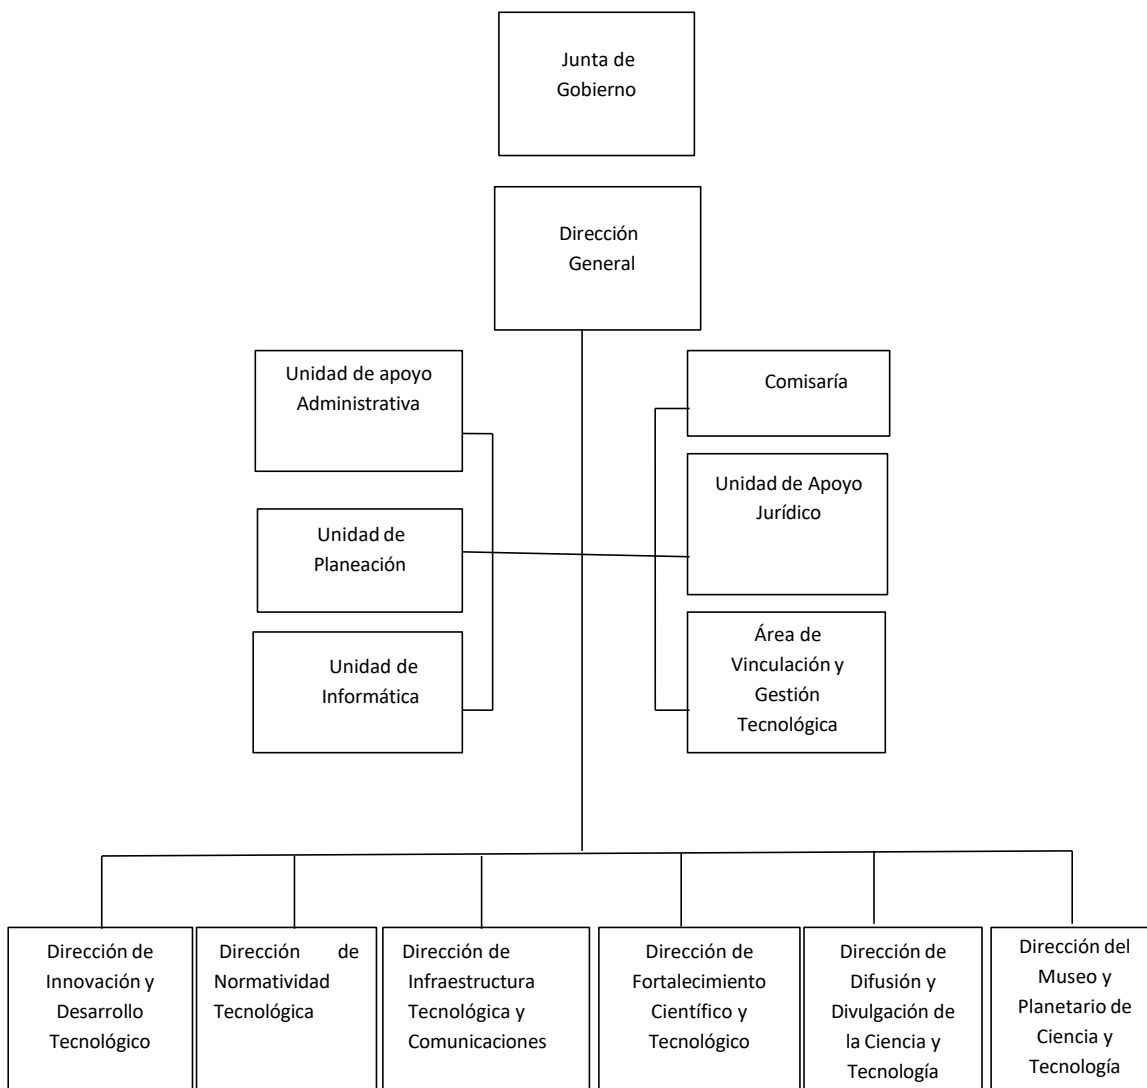 Junta de
Gobierno
Dirección
General
Unidad de apoyo
Administrativa
Comisaría
Unidad de Apoyo
Jurídico
Unidad de
Planeación
Área de
Vinculación y
Gestión
Tecnológica
Unidad de
Informática
Dirección de
Innovación y
Desarrollo
Tecnológico
Dirección de
Normatividad
Tecnológica
Dirección de
Infraestructura
Tecnológica y
Comunicaciones
Dirección de
Fortalecimiento
Científico y
Tecnológico
Dirección de
Difusión y
Divulgación de
la Ciencia y
Tecnología
Dirección del
Museo y
Planetario de
Ciencia y
Tecnología